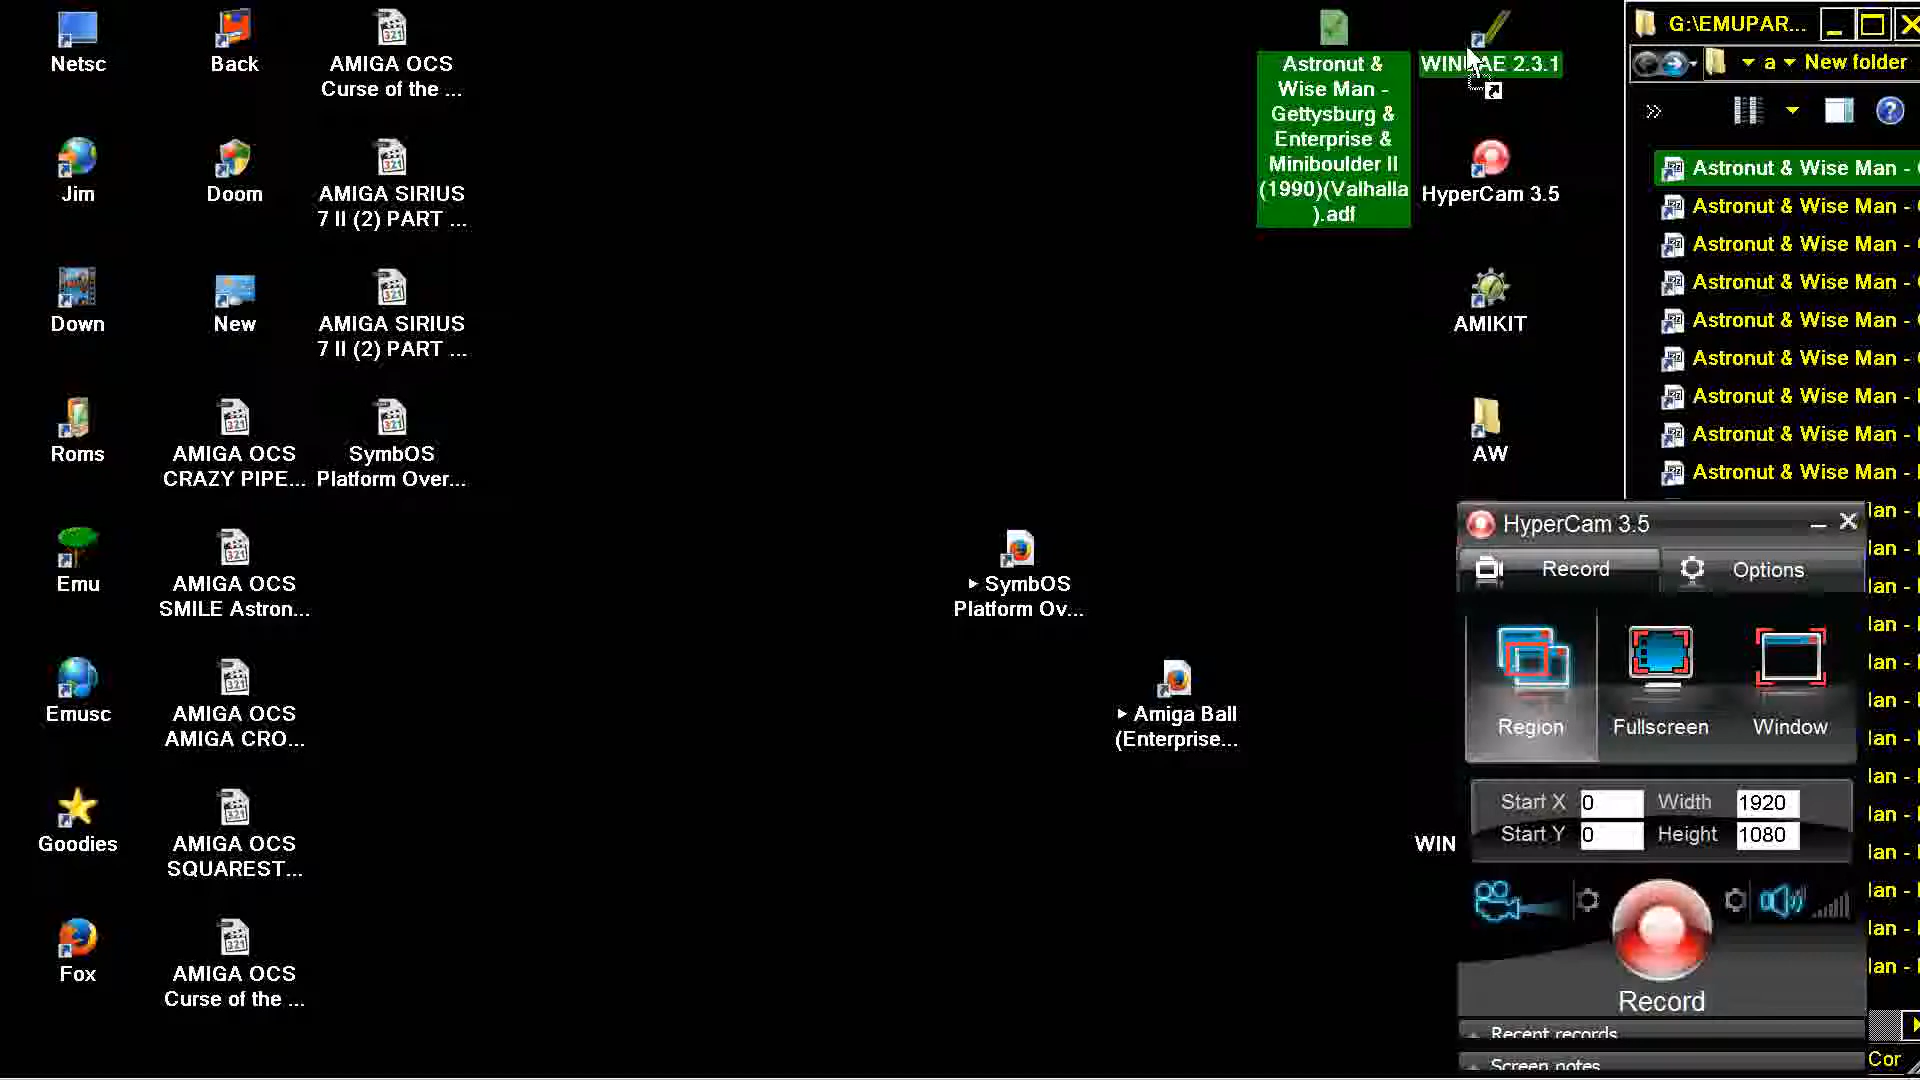 Netsc
Back
AMIGA OCS
Curse of the ...
Jim
Doom
AMIGA SIRIUS
7 II (2) PART ...
Down
New
AMIGA SIRIUS
7 II (2) PART ...
Roms
AMIGA OCS
CRAZY PIPE...
SymbOS
Platform Over...
Emu
AMIGA OCS
SMILE Astron...
Emusc
AMIGA OCS
AMIGA CRO...
Goodies
AMIGA OCS
SQUAREST...
Fox
AMIGA OCS
Curse of the ...
SymbOS
Platform Ov...
Amiga Ball
(Enterprise...
Astronut &
Wise Man -
Gettysburg &
Enterprise &
Miniboulder II
(1990)(Valhalla
).adf
2.3.1
HyperCam 3.5
AMIKIT
AW
WIN
G:\EMUPAR...
a New folder
Astronut & Wise Man -
Astronut & Wise Man -
Astronut & Wise Man -
Astronut & Wise Man -
Astronut & Wise Man -
Astronut & Wise Man -
Astronut & Wise Man -
Astronut & Wise Man -
Astronut & Wise Man -
HyperCam 3.5
Record
Options
Region
Fullscreen
Window
Start X 0 Width 1920
Start Y 0 Height 1080
Record
Recent records
Screen notes